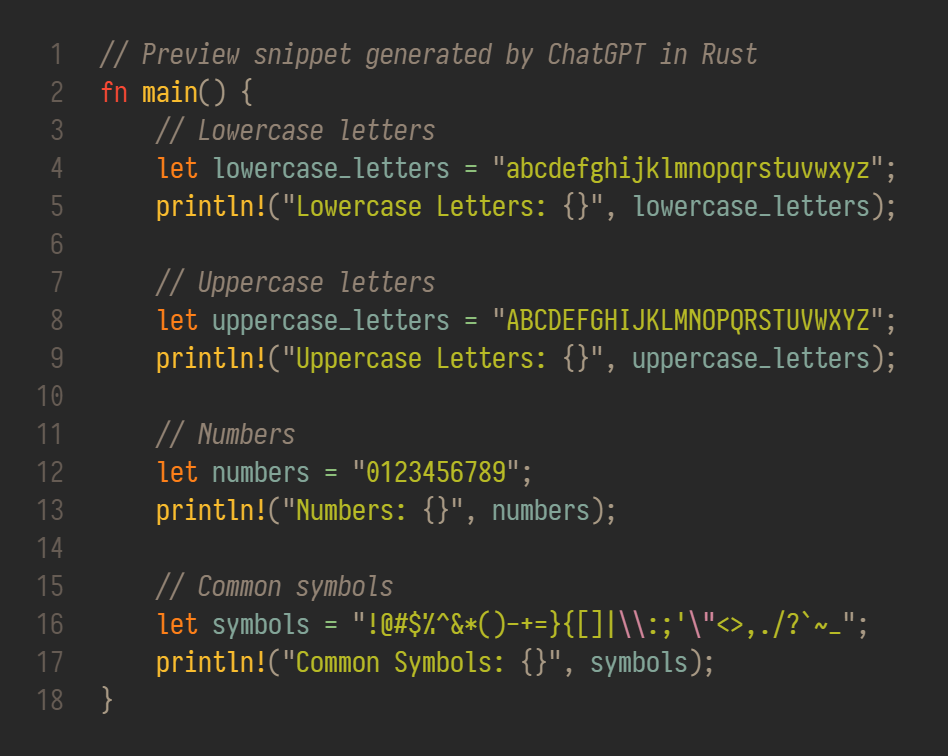 1 // Preview snippet generated by ChatGPT in Rust
2 fn main() {
3     // Lowercase letters
4     let lowercase_letters = "abcdefghijklmnopqrstuvwxyz";
5     println!("Lowercase Letters: {}", lowercase_letters);
6
7     // Uppercase letters
8     let uppercase_letters = "ABCDEFGHIJKLMNOPQRSTUVWXYZ";
9     println!("Uppercase Letters: {}", uppercase_letters);
10
11     // Numbers
12     let numbers = "0123456789";
13     println!("Numbers: {}", numbers);
14
15     // Common symbols
16     let symbols = "!@#$%^&*()-+=}{[]|\\:;'\"<>,./?`~_";
17     println!("Common Symbols: {}", symbols);
18 }